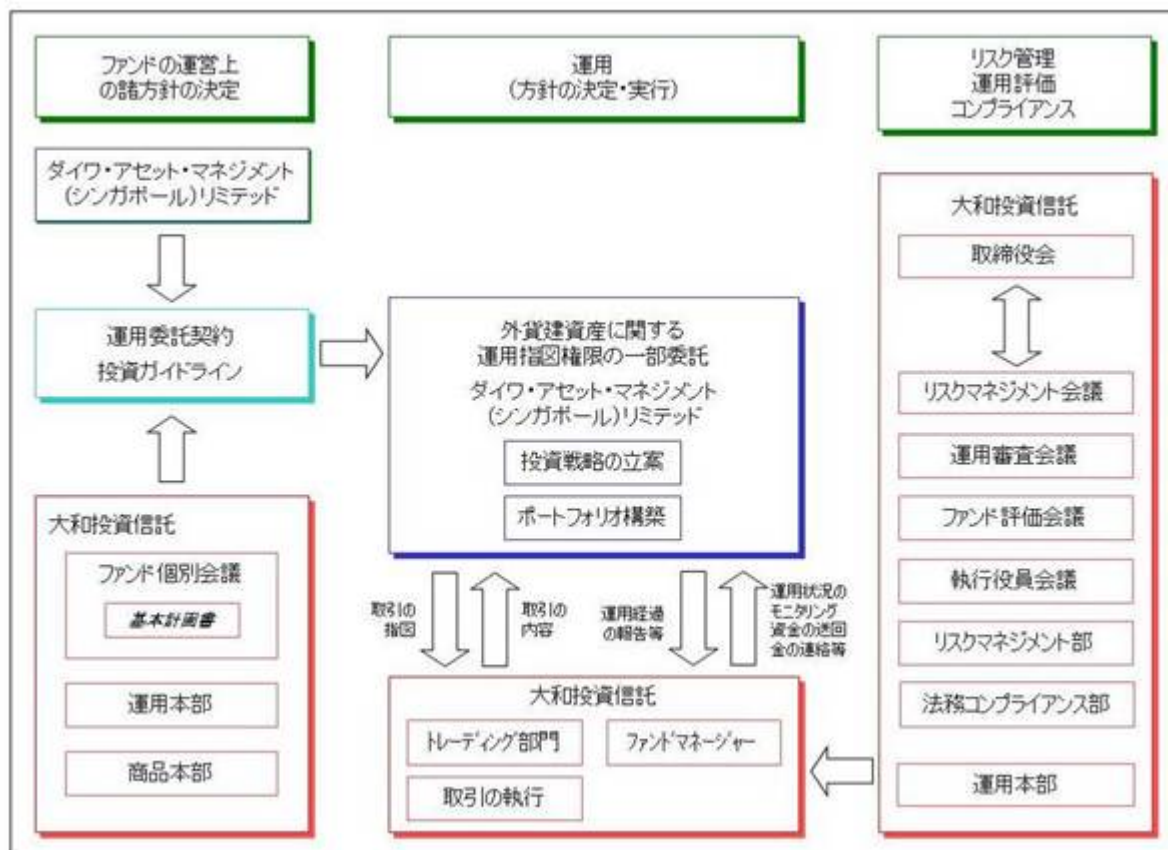 ファンドの運営上
の諸方針の決定
運用
(方針の決定・実行)
リスク管理
運用評価
コンプライアンス
ダイワ・アセット・マネジメント
(シンガポール)リミテッド
運用委託契約
投資ガイドライン
大和投資信託
ファンド個別会議
基本計画書
運用本部
商品本部
外貨建資産に関する
運用指図権限の一部委託
ダイワ・アセット・マネジメント
(シンガポール)リミテッド
投資戦略の立案
ポートフォリオ構築
取引の
指図
取引の
内容
運用経過
の報告等
運用状況の
モニタリング
資金の送回
金の連絡等
大和投資信託
トレーディング部門
ファンドマネージャー
取引の執行
大和投資信託
取締役会
リスクマネジメント会議
運用審査会議
ファンド評価会議
執行役員会議
リスクマネジメント部
法務コンプライアンス部
運用本部